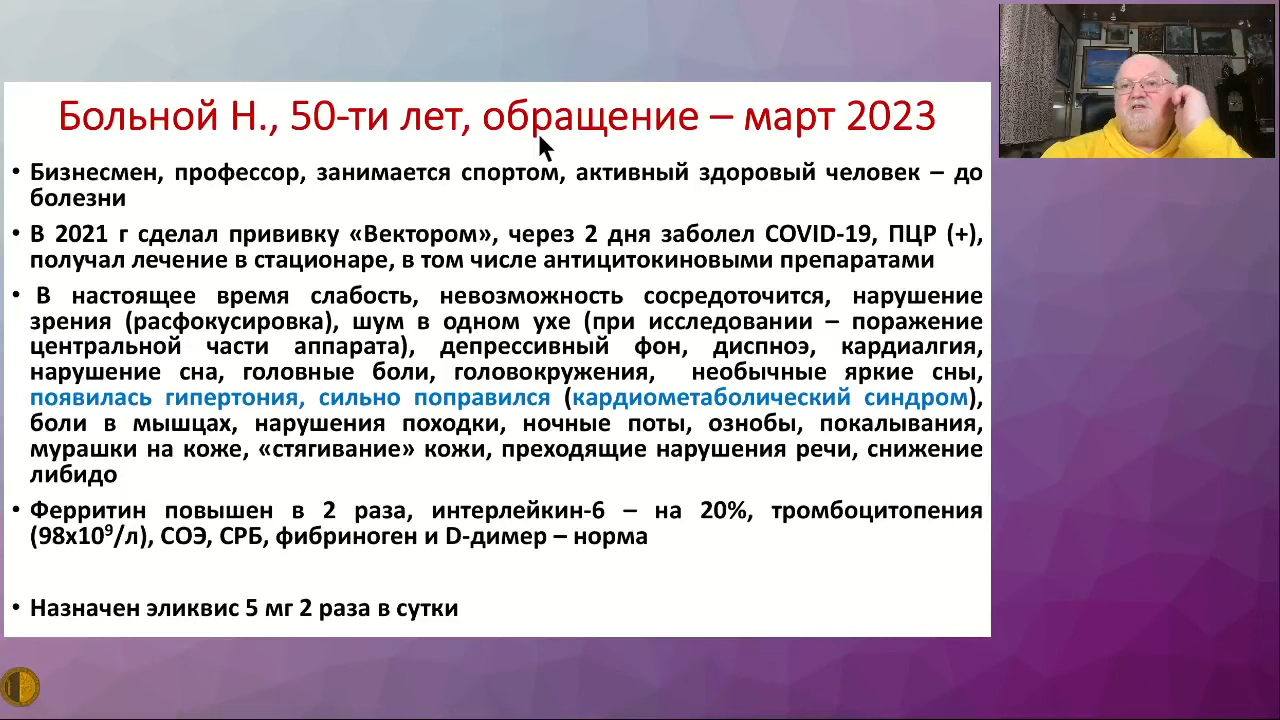 Больной Н., 50-ти лет, обращение – март 2023
• Бизнесмен, профессор, занимается спортом, активный здоровый человек – до
болезни
• В 2021 г сделал прививку «Вектором», через 2 дня заболел COVID-19, ПЦР (+),
получал лечение в стационаре, в том числе антицитокиновыми препаратами
• В настоящее время слабость, невозможность сосредоточится, нарушение
зрения (расфокусировка), шум в одном ухе (при исследовании – поражение
центральной части аппарата), депрессивный фон, диспноэ, кардиалгия,
нарушение сна, головные боли, головокружения, необычные яркие сны,
появилась гипертония, сильно поправился (кардиометаболический синдром),
боли в мышцах, нарушения походки, ночные поты, ознобы, покалывания,
мурашки на коже, «стягивание» кожи, преходящие нарушения речи, снижение
либидо
• Ферритин повышен в 2 раза, интерлейкин-6 – на 20%, тромбоцитопения
(98х10⁹/л), СОЭ, СРБ, фибриноген и D-димер – норма
• Назначен эликвис 5 мг 2 раза в сутки